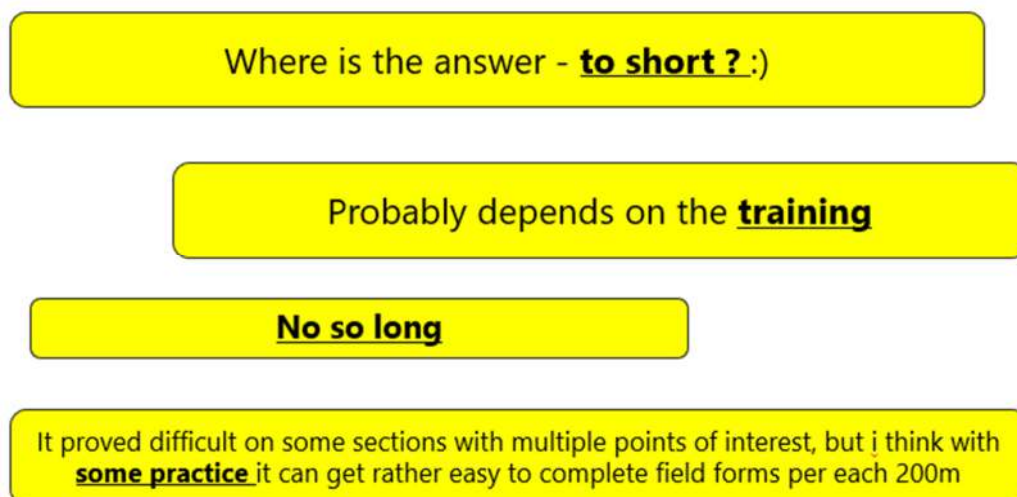 Where is the answer - to short ? :)
Probably depends on the training
No so long
It proved difficult on some sections with multiple points of interest, but i think with
some practice it can get rather easy to complete field forms per each 200m